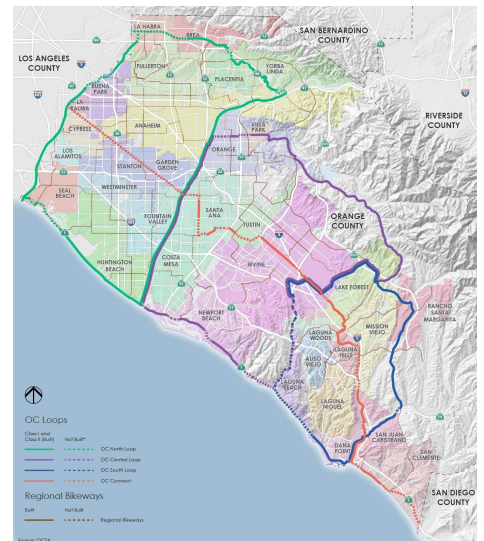 LA HABRA
BREA
SAN BERNARDINO
COUNTY
LOS ANGELES
COUNTY
FULLERTON
YORBA
LINDA
PLACENTIA
BUENA
PARK
LA
PALMA
RIVERSIDE
COUNTY
CYPRESS
ANAHEIM
VILLA
PARK
LOS
ALAMITOS
ORANGE
STANTON
GARDEN
GROVE
SEAL
BEACH
WESTMINSTER
SANTA
ANA
FOUNTAIN
VALLEY
TUSTIN
ORANGE
COUNTY
COSTA
MESA
IRVINE
HUNTINGTON
BEACH
LAKE FOREST
NEWPORT
BEACH
RANCHO
SANTA
MARGARITA
MISSION
VIEJO
LAGUNA
WOODS
LAGUNA
HILLS
ALISO
VIEJO
LAGUNA
BEACH
LAGUNA
NIGUEL
SAN JUAN
CAPISTRANO
DANA
POINT
SAN
CLEMENTE
SAN DIEGO
COUNTY
OC Loops
Class I and
Class II (Built) Not Built*
OC North Loop
OC Central Loop
OC South Loop
OC Connect
Regional Bikeways
Built Not Built
Regional Bikeways
Source: OCTA